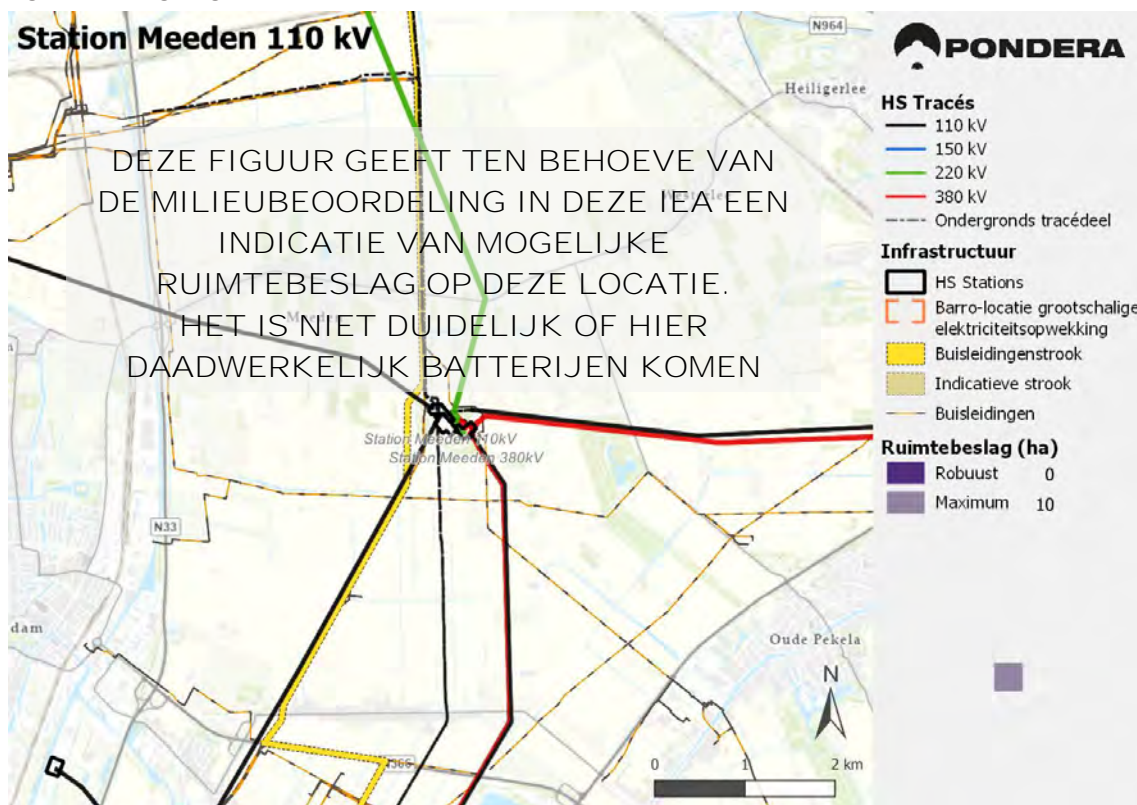 Station Meeden 110 kV
N964
Heiligerlee
DEZE FIGUUR GEEFT TEN BEHOEVE VAN
DE MILIEUBEOORDELING IN DEZE IEA EEN
INDICATIE VAN MOGELIJKE
RUIMTEBESLAG OP DEZE LOCATIE.
HET IS NIET DUIDELIJK OF HIER
DAADWERKELIJK BATTERIJEN KOMEN
Meeden
Station Meeden 110kV
Station Meeden 380kV
N33
dam
Oude Pekela
N366
N
0 1 2 km
PONDERA
HS Tracés
110 kV
150 kV
220 kV
380 kV
Ondergronds tracédeel
Infrastructuur
HS Stations
Barro-locatie grootschalige
elektriciteitsopwekking
Buisleidingenstrook
Indicatieve strook
Buisleidingen
Ruimtebeslag (ha)
Robuust 0
Maximum 10